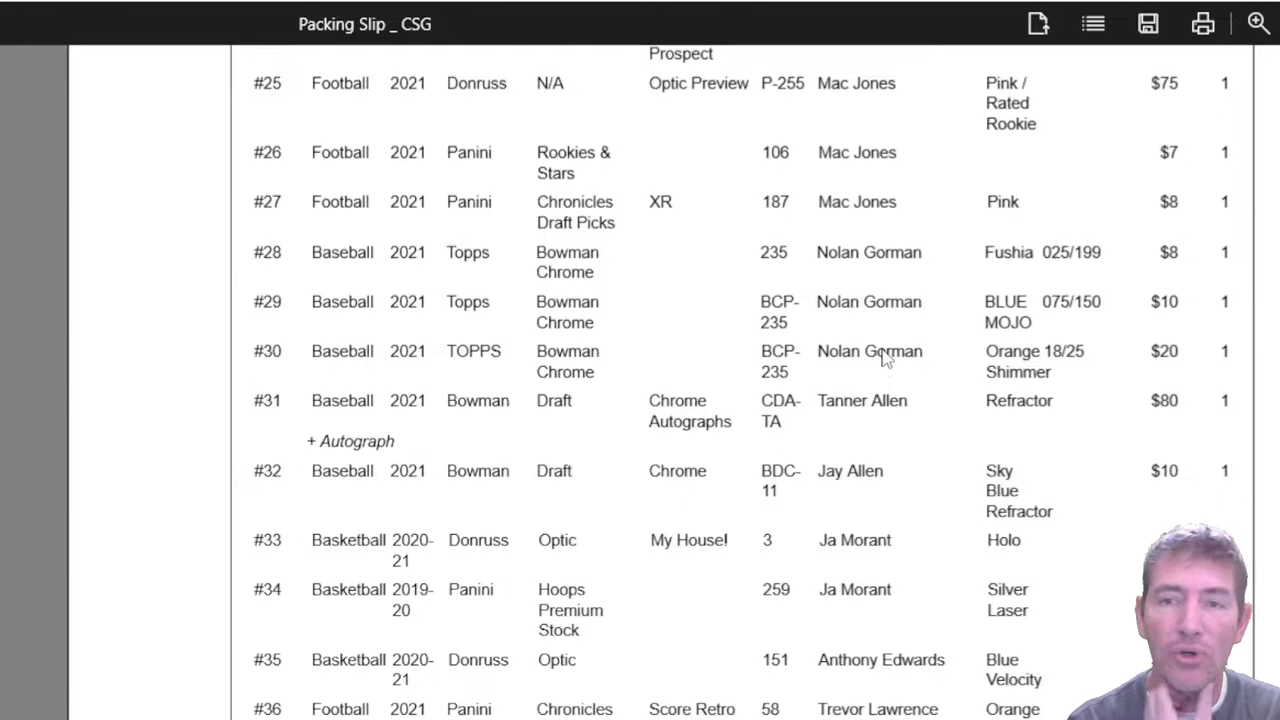 Packing Slip _ CSG
Prospect
#25 Football 2021 Donruss N/A Optic Preview P-255 Mac Jones Pink / $75 1
Rated
Rookie
#26 Football 2021 Panini Rookies & 106 Mac Jones $7 1
Stars
#27 Football 2021 Panini Chronicles XR 187 Mac Jones Pink $8 1
Draft Picks
#28 Baseball 2021 Topps Bowman 235 Nolan Gorman Fushia 025/199 $8 1
Chrome
#29 Baseball 2021 Topps Bowman BCP- Nolan Gorman BLUE 075/150 $10 1
Chrome 235 MOJO
#30 Baseball 2021 TOPPS Bowman BCP- Nolan Gorman Orange 18/25 $20 1
Chrome 235 Shimmer
#31 Baseball 2021 Bowman Draft Chrome CDA- Tanner Allen Refractor $80 1
Autographs TA
+ Autograph
#32 Baseball 2021 Bowman Draft Chrome BDC- Jay Allen Sky $10 1
11 Blue
Refractor
#33 Basketball 2020- Donruss Optic My House! 3 Ja Morant Holo
21
#34 Basketball 2019- Panini Hoops 259 Ja Morant Silver
20 Premium Laser
Stock
#35 Basketball 2020- Donruss Optic 151 Anthony Edwards Blue
21 Velocity
#36 Football 2021 Panini Chronicles Score Retro 58 Trevor Lawrence Orange